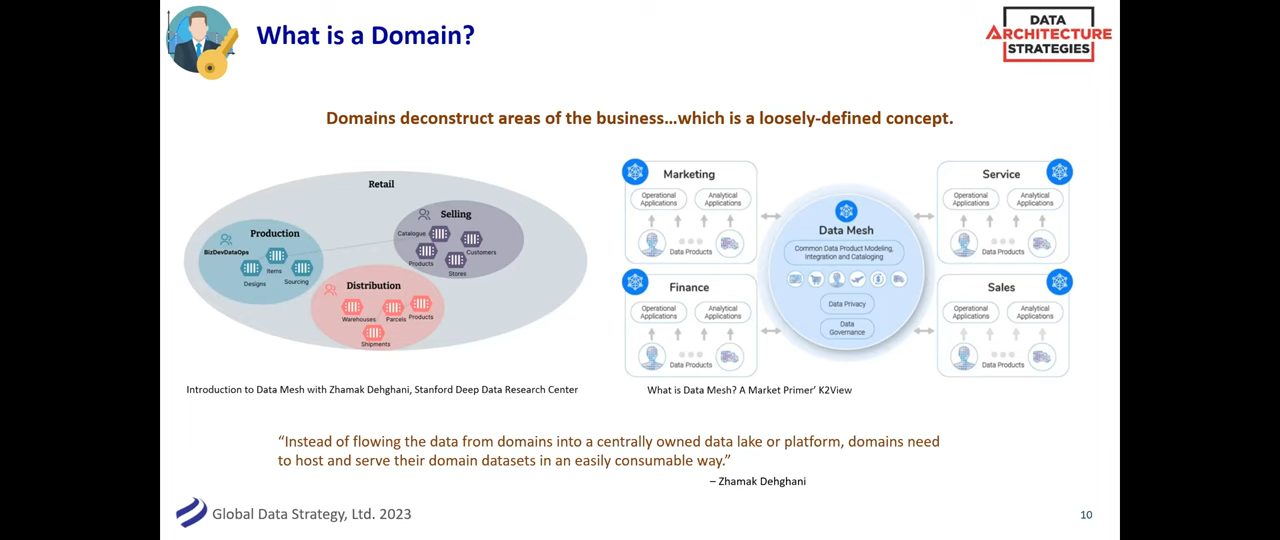 What is a Domain?
DATA
ARCHITECTURE
STRATEGIES
Domains deconstruct areas of the business...which is a loosely-defined concept.
Retail
Production
BizDevDataOps
Items
Designs
Sourcing
Selling
Catalogue
Customers
Products
Stores
Distribution
Warehouses
Parcels
Products
Shipments
Introduction to Data Mesh with Zhamak Dehghani, Stanford Deep Data Research Center
Marketing
Operational
Applications
Analytical
Applications
Data Products
Finance
Operational
Applications
Analytical
Applications
Data Products
Data Mesh
Common Data Product Modeling,
Integration and Cataloging
Data Privacy
Data
Governance
Service
Operational
Applications
Analytical
Applications
Data Products
Sales
Operational
Applications
Analytical
Applications
Data Products
What is Data Mesh? A Market Primer’ K2View
“Instead of flowing the data from domains into a centrally owned data lake or platform, domains need
to host and serve their domain datasets in an easily consumable way.”
– Zhamak Dehghani
Global Data Strategy, Ltd. 2023
10